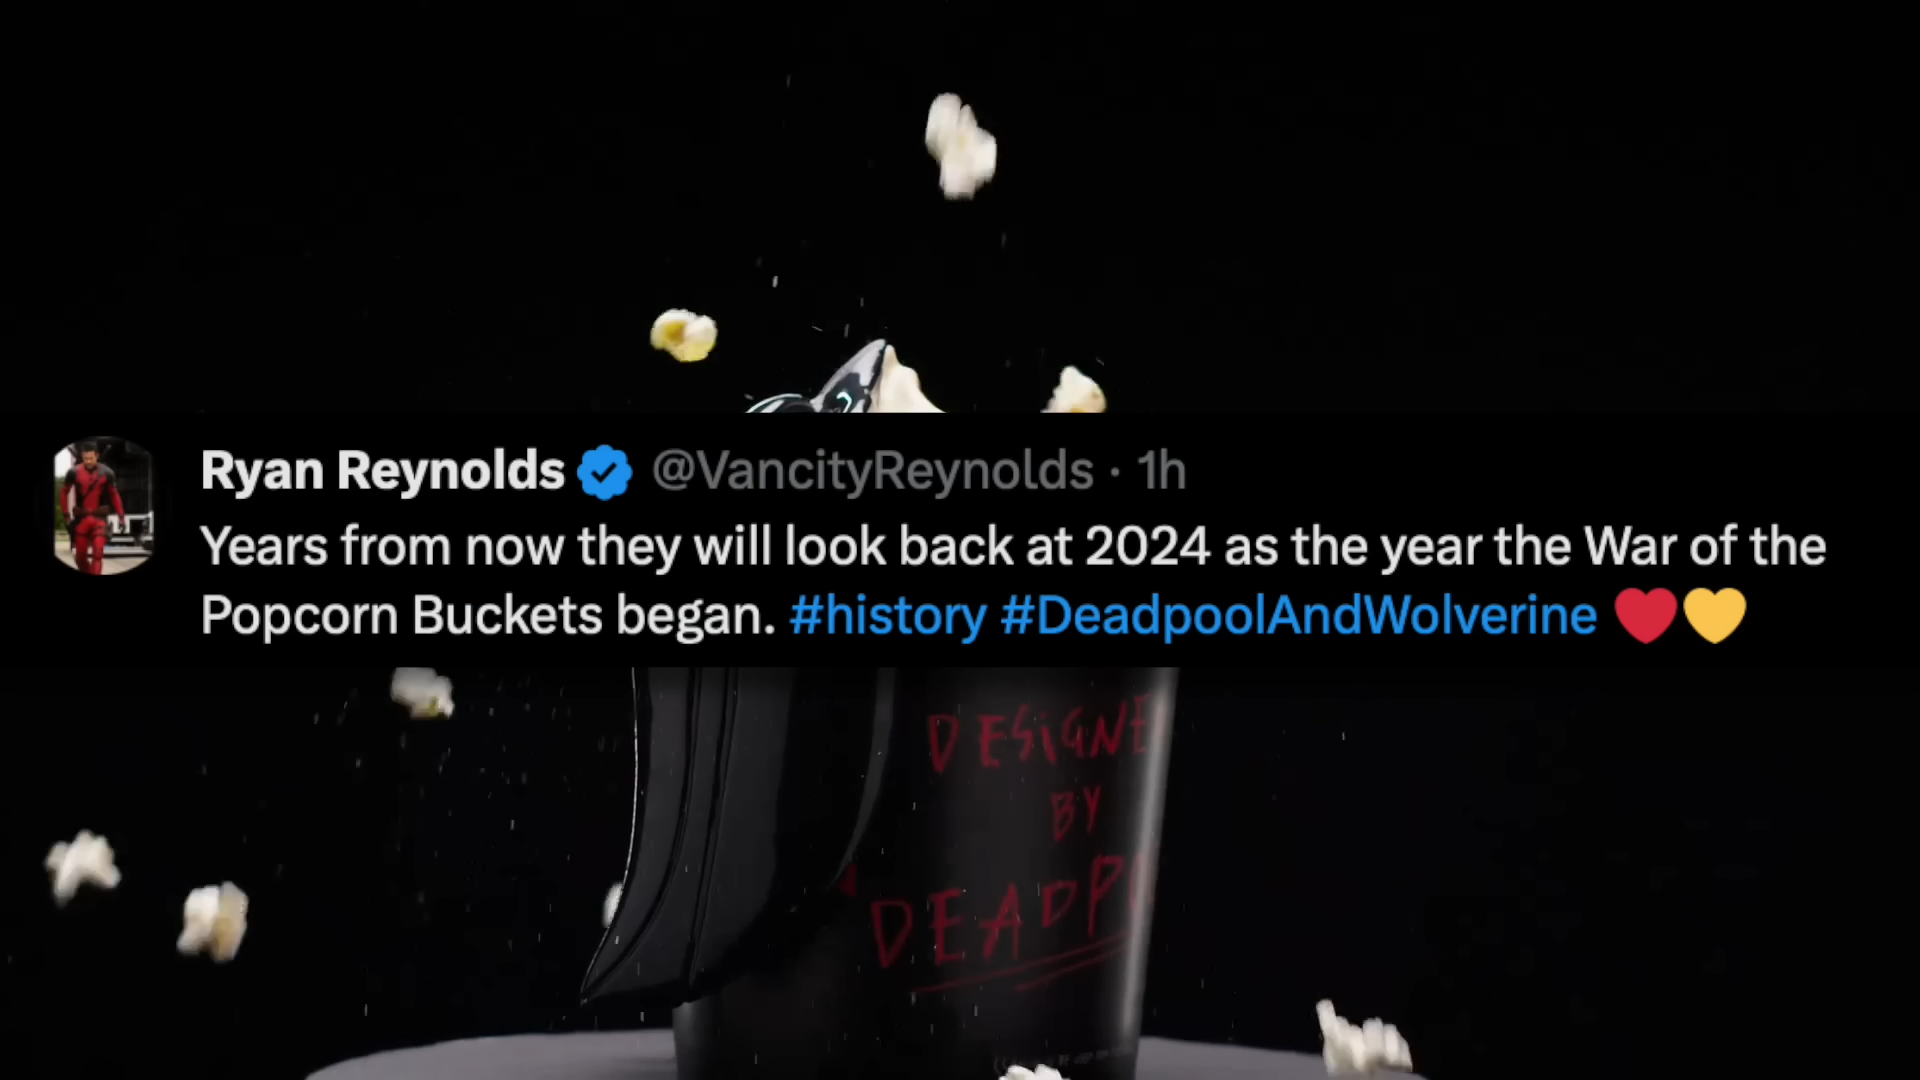 Ryan Reynolds @VancityReynolds · 1h
Years from now they will look back at 2024 as the year the War of the
Popcorn Buckets began. #history #DeadpoolAndWolverine ❤️💛
DESIGNE
BY
DEADP